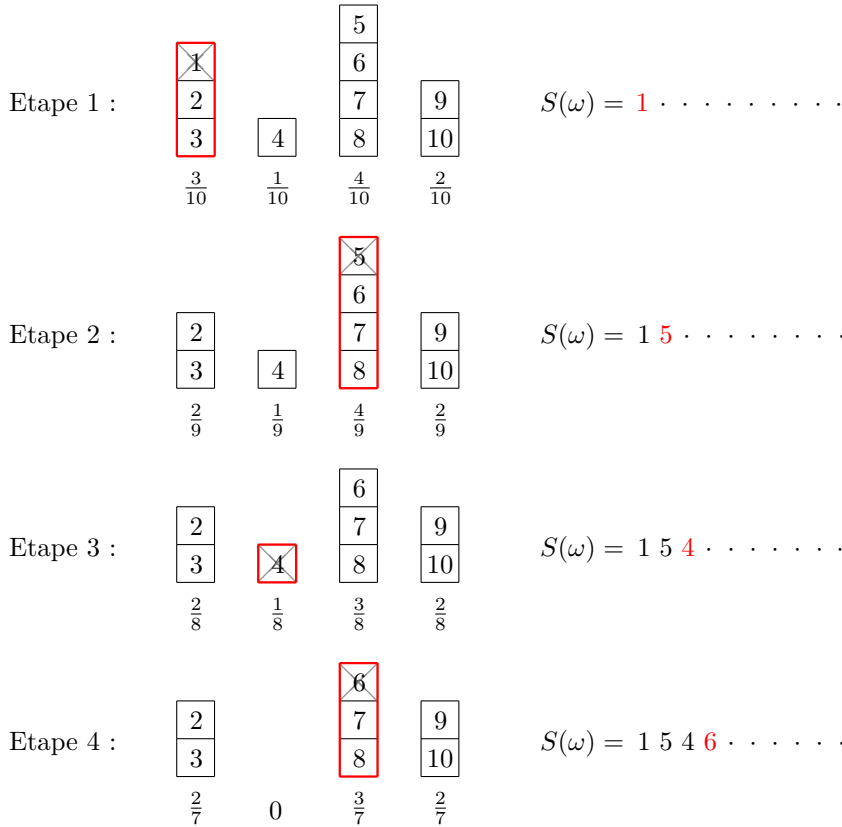 5
1 6
Etape 1 : 2 7 9 S(ω) = 1 · · · · · · · · ·
3 4 8 10
3/10 1/10 4/10 2/10
5
6
Etape 2 : 2 7 9 S(ω) = 1 5 · · · · · · · ·
3 4 8 10
2/9 1/9 4/9 2/9
6
Etape 3 : 2 7 9 S(ω) = 1 5 4 · · · · · · ·
3 4 8 10
2/8 1/8 3/8 2/8
6
Etape 4 : 2 7 9 S(ω) = 1 5 4 6 · · · · · ·
3 8 10
2/7 0 3/7 2/7